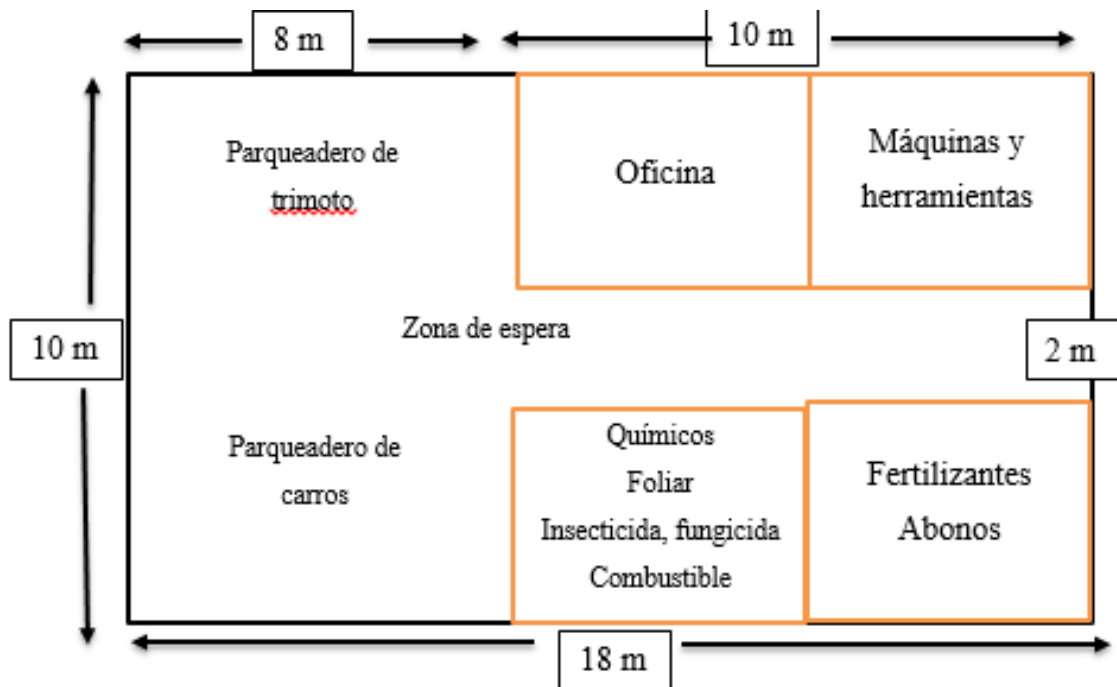 8 m
10 m
Parqueadero de
trimoto
Oficina
Máquinas y
herramientas
Zona de espera
10 m
2 m
Parqueadero de
carros
Químicos
Foliar
Insecticida, fungicida
Combustible
Fertilizantes
Abonos
18 m